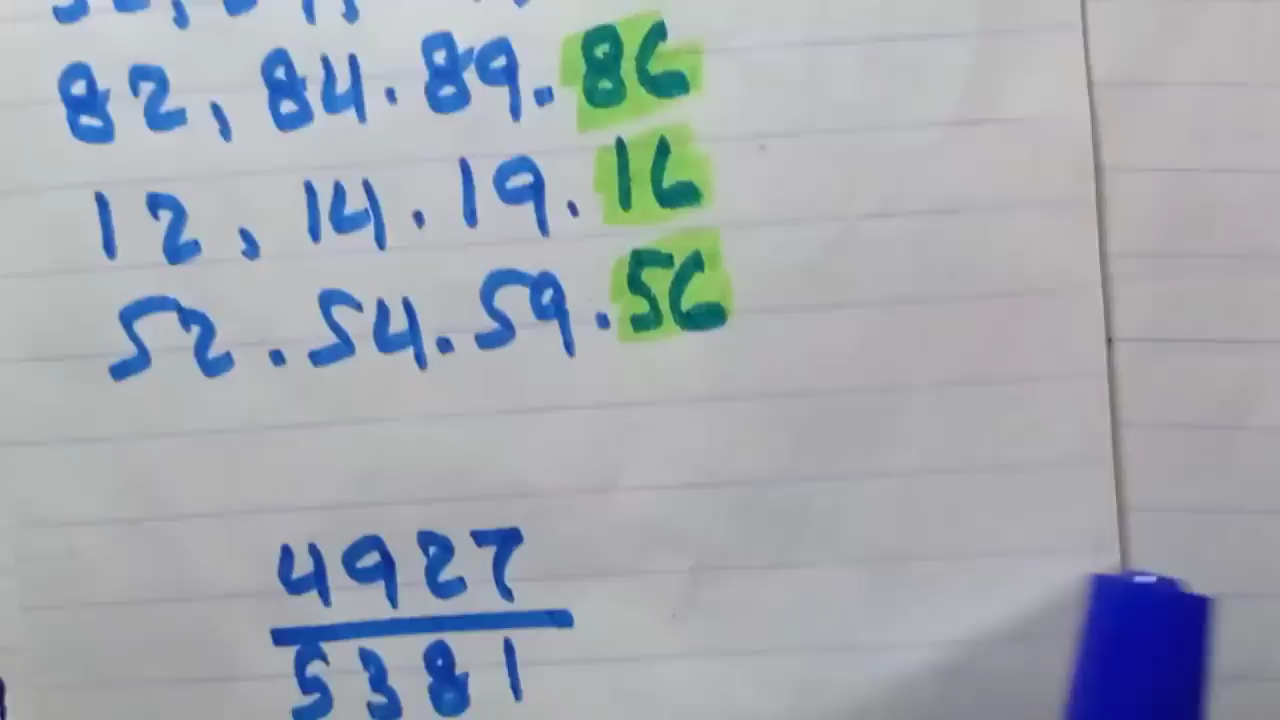 82, 84. 89. 86
12, 14. 19. 16
52. 54. 59. 56
4927
5381